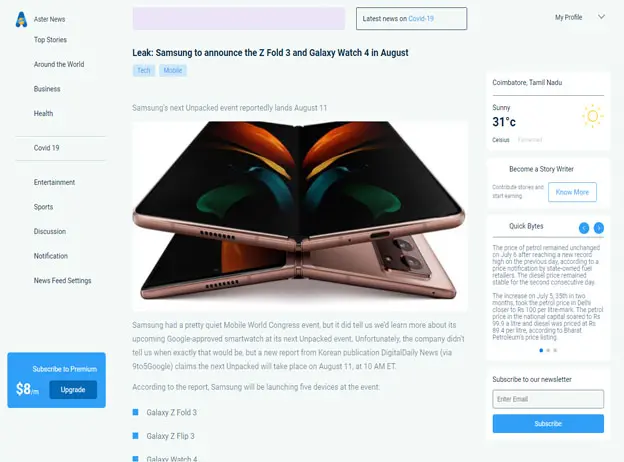 Aster News
Top Stories
Around the World
Business
Health
Covid 19
Entertainment
Sports
Discussion
Notification
News Feed Settings
Subscribe to Premium
$8/m
Upgrade
Latest news on Covid-19
My Profile
Leak: Samsung to announce the Z Fold 3 and Galaxy Watch 4 in August
Tech
Mobile
Samsung's next Unpacked event reportedly lands August 11
Samsung had a pretty quiet Mobile World Congress event, but it did tell us we'd learn more about its
upcoming Google-approved smartwatch at its next Unpacked event. Unfortunately, the company didn't
tell us when exactly that would be, but a new report from Korean publication DigitalDaily News (via
9to5Google) claims the next Unpacked will take place on August 11, at 10 AM ET.
According to the report, Samsung will be launching five devices at the event:
Galaxy Z Fold 3
Galaxy Z Flip 3
Galaxy Watch 4
Coimbatore, Tamil Nadu
Sunny
31°c
Celsius
Fahrenheit
Become a Story Writer
Contribute stories and
start earning
Know More
Quick Bytes
The price of petrol remained unchanged
on July 6 after reaching a new record
high on the previous day, according to a
price notification by state-owned fuel
retailers. The diesel price remained
stable for the second consecutive day.
The increase on July 5, 35th in two
months, took the petrol price in Delhi
closer to Rs 100 per litre-mark. The petrol
price in the national capital soared to Rs
99.9 a litre and diesel was priced at Rs
89.4 per litre, according to Bharat
Petroleum's price listing.
Subscribe to our newsletter
Enter Email
Subscribe